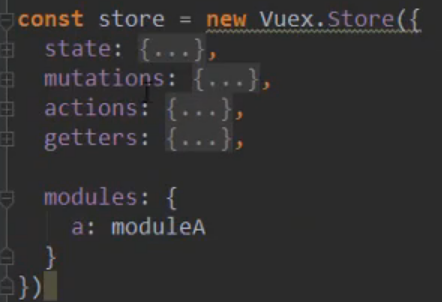 const store = new Vuex.Store({
  state: {...},
  mutations: {...},
  actions: {...},
  getters: {...},

  modules: {
    a: moduleA
  }
})